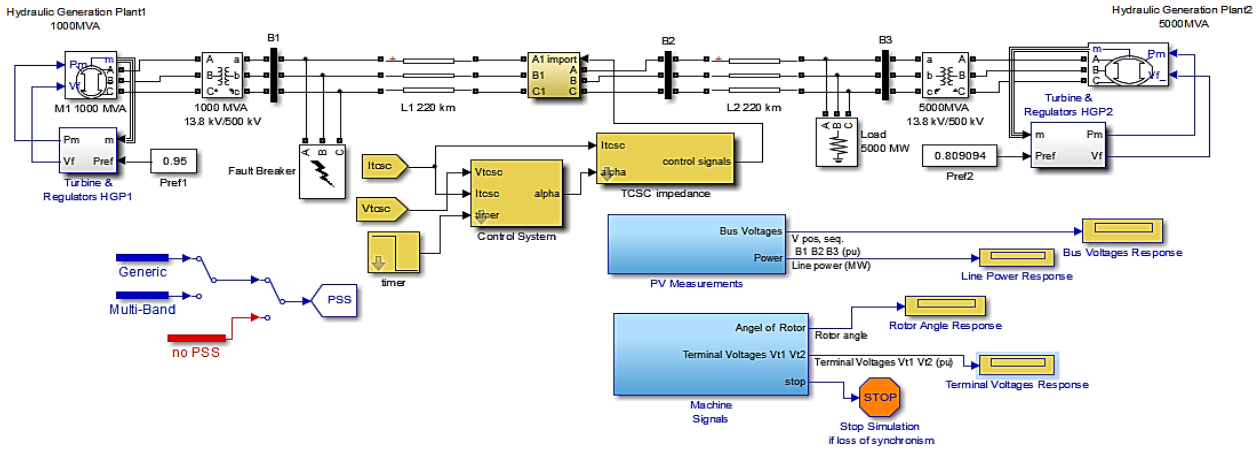 Hydraulic Generation Plant1
1000MVA
Hydraulic Generation Plant2
5000MVA
B1
B2
B3
Pm
m
A
B
C
Vf
M1 1000 MVA
A
B
C
a
b
c
1000 MVA
13.8 kV/500 kV
L1 220 km
A1 import
B1
C1
A
B
C
L2 220 km
a
b
c
A
B
C
5000MVA
13.8 kV/500 kV
m
A
B
C
Pm
Vf
Turbine &
Regulators HGP2
Pm
m
Vf
Pref
0.95
Pref1
Turbine &
Regulators HGP1
A
B
C
Fault Breaker
Itcsc
Vtcsc
Vtcsc
Itcsc
timer
alpha
Control System
timer
Itcsc
alpha
control signals
TCSC impedance
A
B
C
Load
5000 MW
0.809094
Pref2
m
Pref
Pm
Vf
Generic
Multi-Band
no PSS
PSS
Bus Voltages
Power
PV Measurements
V pos, seq.
B1 B2 B3 (pu)
Line power (MW)
Bus Voltages Response
Line Power Response
Angel of Rotor
Terminal Voltages Vt1 Vt2
stop
Machine
Signals
Rotor angle
Rotor Angle Response
Terminal Voltages Vt1 Vt2 (pu)
Terminal Voltages Response
STOP
Stop Simulation
if loss of synchronism